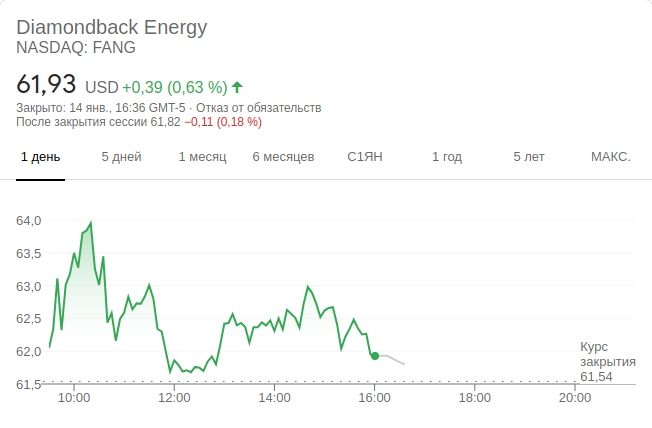 Diamondback Energy
NASDAQ: FANG
61,93 USD +0,39 (0,63 %)
Закрыто: 14 янв., 16:36 GMT-5 · Отказ от обязательств
После закрытия сессии 61,82 −0,11 (0,18 %)
1 день 5 дней 1 месяц 6 месяцев С1ЯН 1 год 5 лет МАКС.
64,0
63,5
63,0
62,5
62,0
61,5
Курс
закрытия
61,54
10:00 12:00 14:00 16:00 18:00 20:00